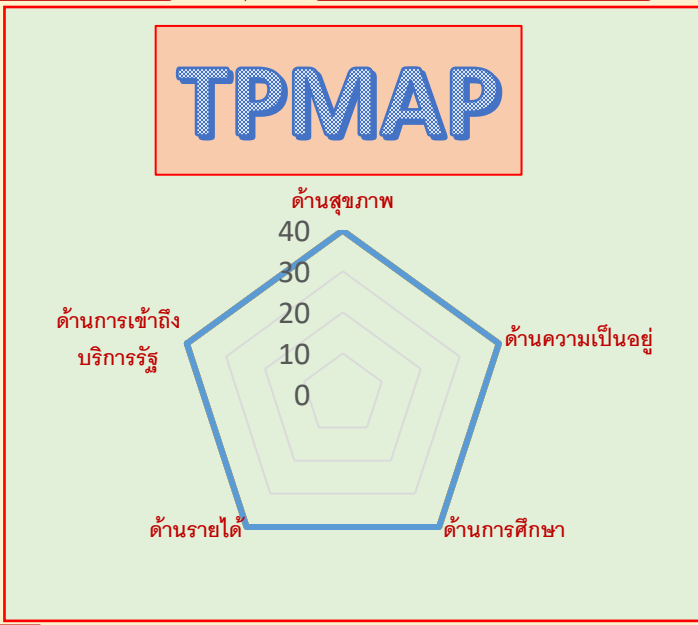 TPMAP
ด้านสุขภาพ
40
30
20
10
0
ด้านการเข้าถึง
บริการรัฐ
ด้านความเป็นอยู่
ด้านรายได้
ด้านการศึกษา